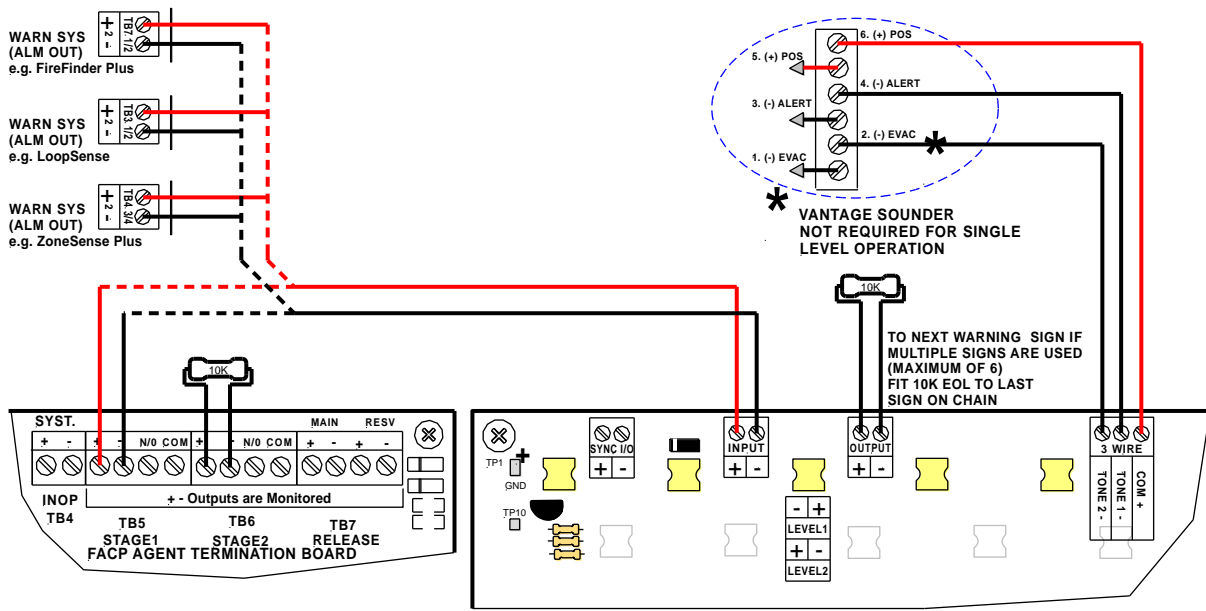 WARN SYS
(ALM OUT)
e.g. FireFinder Plus
+ 2 -
TB7- 1/2
WARN SYS
(ALM OUT)
e.g. LoopSense
+ 2 -
TB3 1/2
WARN SYS
(ALM OUT)
e.g. ZoneSense Plus
+ 2 -
TB4 3/4
6. (+) POS
5. (+) POS
4. (-) ALERT
3. (-) ALERT
2. (-) EVAC *
1. (-) EVAC
* VANTAGE SOUNDER
NOT REQUIRED FOR SINGLE
LEVEL OPERATION
10K
TO NEXT WARNING SIGN IF
MULTIPLE SIGNS ARE USED
(MAXIMUM OF 6)
FIT 10K EOL TO LAST
SIGN ON CHAIN
10K
SYST.
MAIN RESV
+ - + - N/0 COM + - N/0 COM + - + -
INOP
TB4
+ - Outputs are Monitored
TB5
STAGE1
TB6
STAGE2
TB7
RELEASE
FACP AGENT TERMINATION BOARD
TP1
+
GND
TP10
SYNC I/O
+ -
INPUT
+ -
OUTPUT
+ -
- +
LEVEL1
+ -
LEVEL2
3 WIRE
TONE 2 -
TONE 1 -
COM +